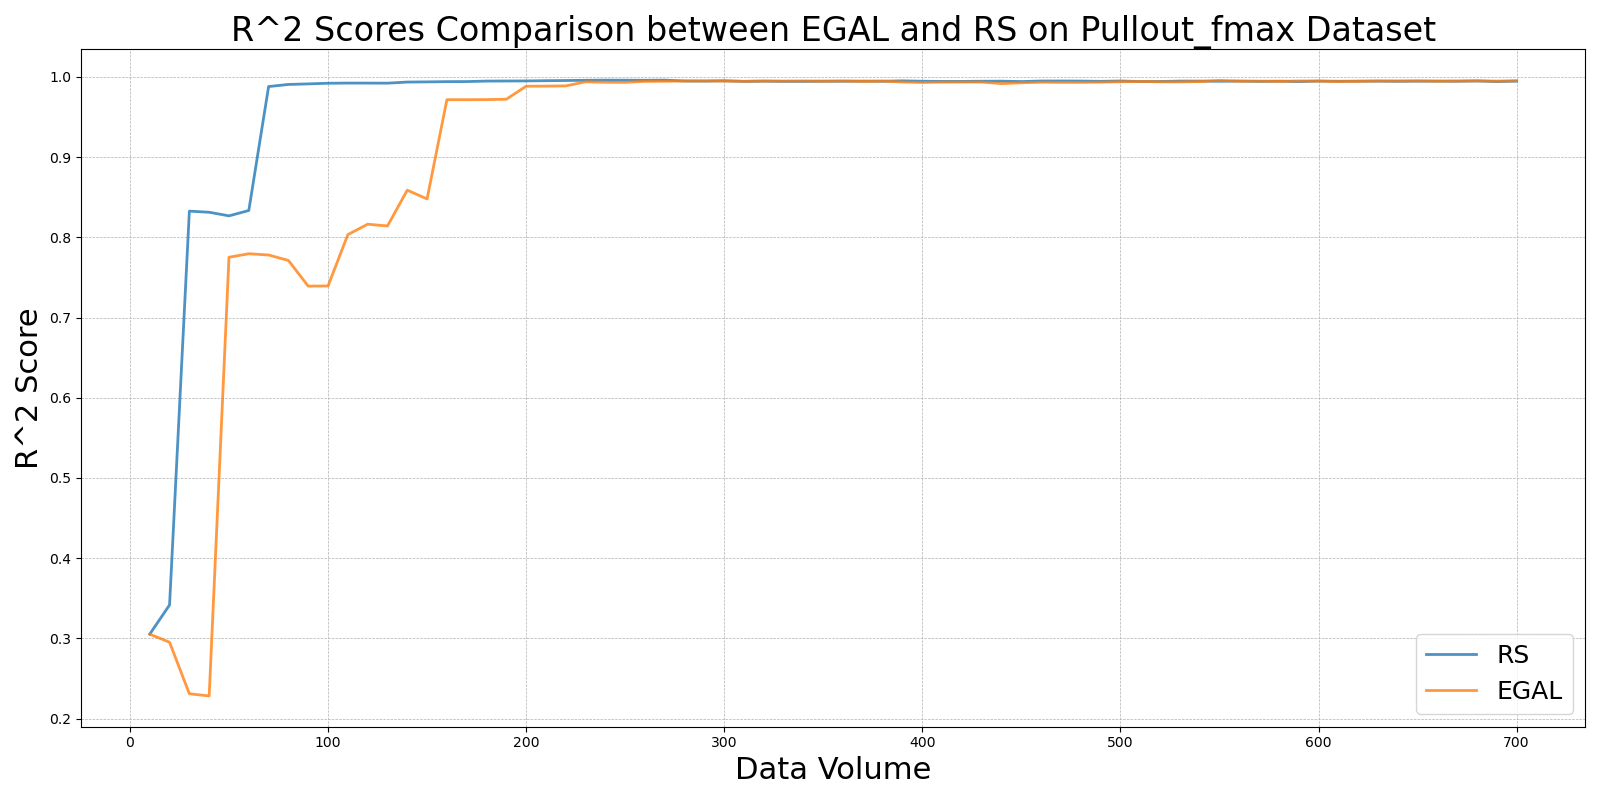 R^2 Scores Comparison between EGAL and RS on Pullout_fmax Dataset
R^2 Score
1.0
0.9
0.8
0.7
0.6
0.5
0.4
0.3
0.2
RS
EGAL
0 100 200 300 400 500 600 700
Data Volume